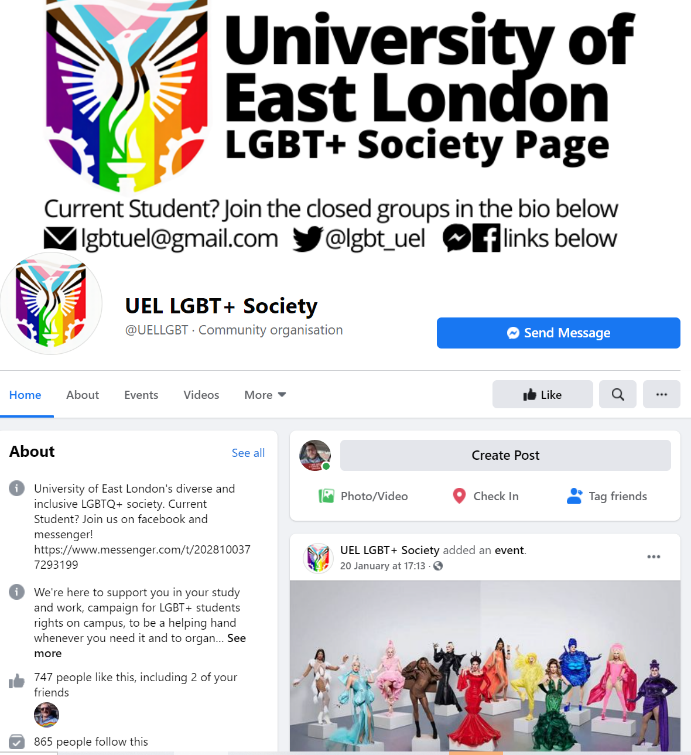 University of
East London
LGBT+ Society Page
Current Student? Join the closed groups in the bio below
lgbtuel@gmail.com @lgbt_uel links below
UEL LGBT+ Society
@UELLGBT · Community organisation
Send Message
Home About Events Videos More
Like
About
See all
University of East London's diverse and
inclusive LGBTQ+ society. Current
Student? Join us on facebook and
messenger!
https://www.messenger.com/t/202810037
7293199
We're here to support you in your study
and work, campaign for LGBT+ students
rights on campus, to be a helping hand
whenever you need it and to organ... See
more
747 people like this, including 2 of your
friends
865 people follow this
Create Post
Photo/Video Check In Tag friends
UEL LGBT+ Society added an event.
20 January at 17:13 ·